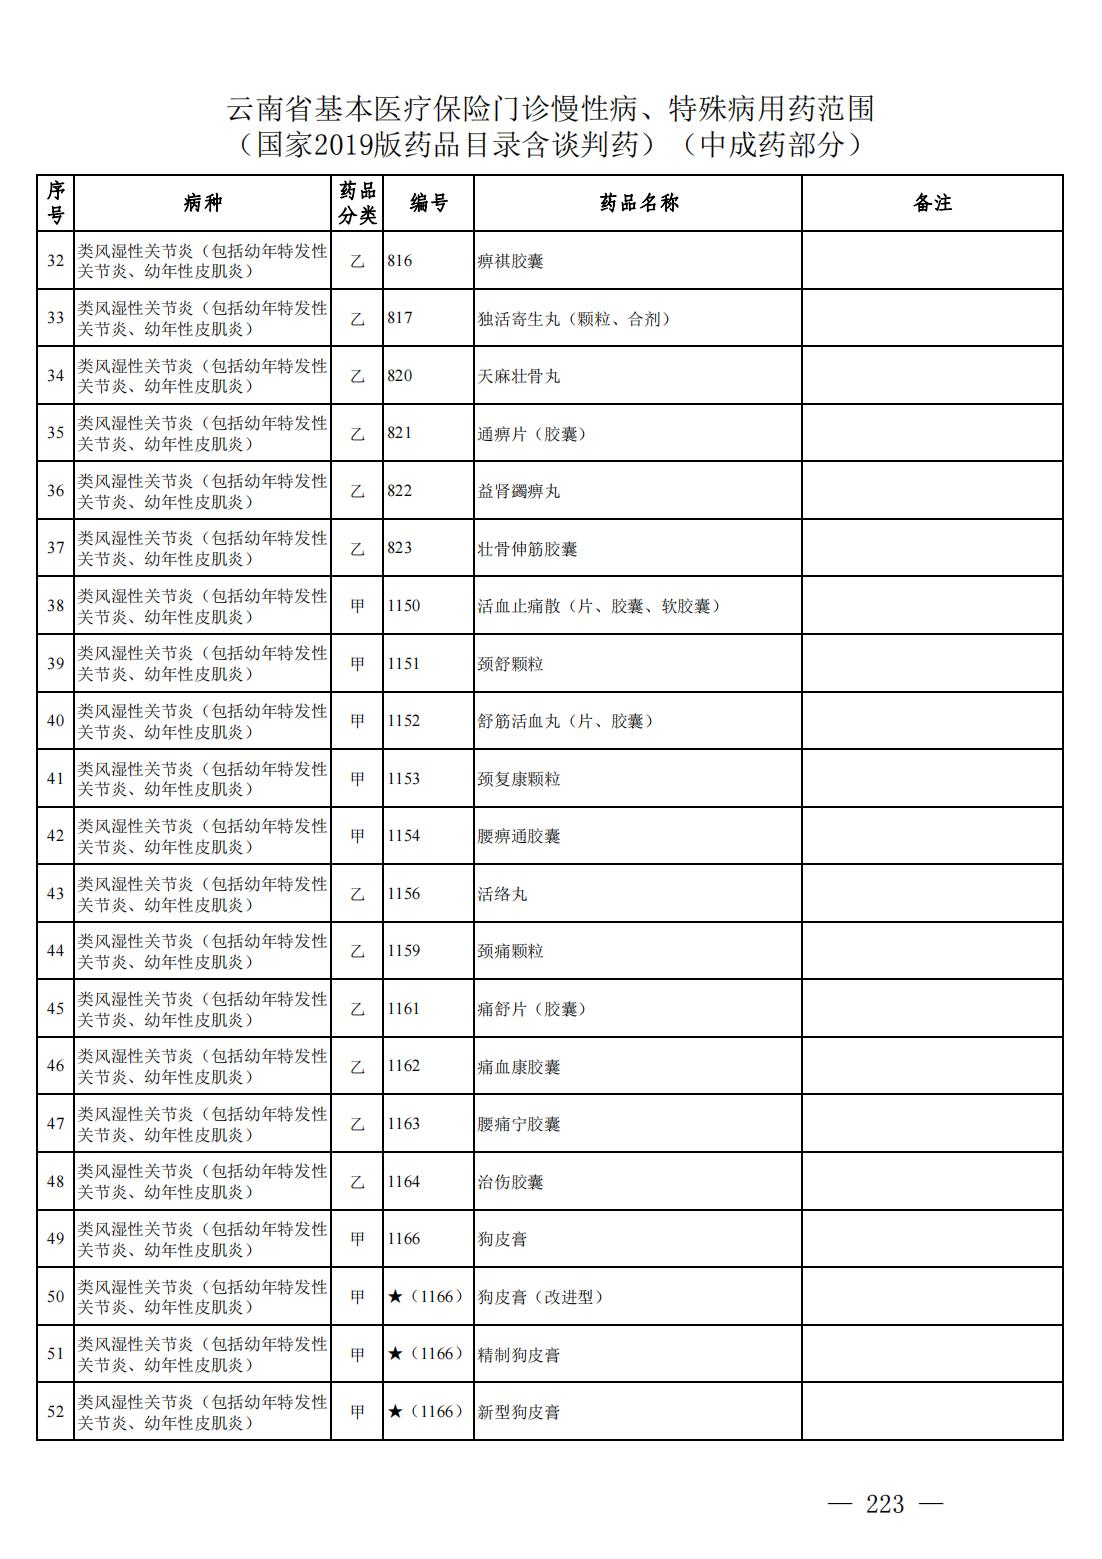 云南省基本医疗保险门诊慢性病、特殊病用药范围
（国家2019版药品目录含谈判药）（中成药部分）
序号 病种 药品分类 编号 药品名称 备注
32 类风湿性关节炎（包括幼年特发性关节炎、幼年性皮肌炎） 乙 816 痹祺胶囊
33 类风湿性关节炎（包括幼年特发性关节炎、幼年性皮肌炎） 乙 817 独活寄生丸（颗粒、合剂）
34 类风湿性关节炎（包括幼年特发性关节炎、幼年性皮肌炎） 乙 820 天麻壮骨丸
35 类风湿性关节炎（包括幼年特发性关节炎、幼年性皮肌炎） 乙 821 通痹片（胶囊）
36 类风湿性关节炎（包括幼年特发性关节炎、幼年性皮肌炎） 乙 822 益肾蠲痹丸
37 类风湿性关节炎（包括幼年特发性关节炎、幼年性皮肌炎） 乙 823 壮骨伸筋胶囊
38 类风湿性关节炎（包括幼年特发性关节炎、幼年性皮肌炎） 甲 1150 活血止痛散（片、胶囊、软胶囊）
39 类风湿性关节炎（包括幼年特发性关节炎、幼年性皮肌炎） 甲 1151 颈舒颗粒
40 类风湿性关节炎（包括幼年特发性关节炎、幼年性皮肌炎） 甲 1152 舒筋活血丸（片、胶囊）
41 类风湿性关节炎（包括幼年特发性关节炎、幼年性皮肌炎） 甲 1153 颈复康颗粒
42 类风湿性关节炎（包括幼年特发性关节炎、幼年性皮肌炎） 甲 1154 腰痹通胶囊
43 类风湿性关节炎（包括幼年特发性关节炎、幼年性皮肌炎） 乙 1156 活络丸
44 类风湿性关节炎（包括幼年特发性关节炎、幼年性皮肌炎） 乙 1159 颈痛颗粒
45 类风湿性关节炎（包括幼年特发性关节炎、幼年性皮肌炎） 乙 1161 痛舒片（胶囊）
46 类风湿性关节炎（包括幼年特发性关节炎、幼年性皮肌炎） 乙 1162 痛血康胶囊
47 类风湿性关节炎（包括幼年特发性关节炎、幼年性皮肌炎） 乙 1163 腰痛宁胶囊
48 类风湿性关节炎（包括幼年特发性关节炎、幼年性皮肌炎） 乙 1164 治伤胶囊
49 类风湿性关节炎（包括幼年特发性关节炎、幼年性皮肌炎） 甲 1166 狗皮膏
50 类风湿性关节炎（包括幼年特发性关节炎、幼年性皮肌炎） 甲 ★（1166） 狗皮膏（改进型）
51 类风湿性关节炎（包括幼年特发性关节炎、幼年性皮肌炎） 甲 ★（1166） 精制狗皮膏
52 类风湿性关节炎（包括幼年特发性关节炎、幼年性皮肌炎） 甲 ★（1166） 新型狗皮膏
— 223 —